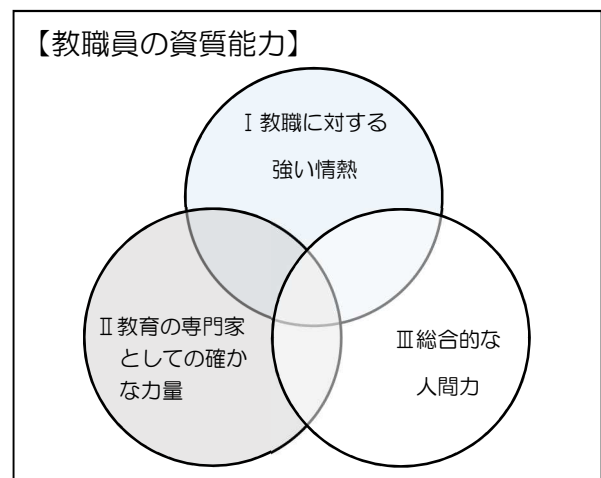 【教職員の資質能力】
Ⅰ教職に対する
強い情熱
Ⅱ教育の専門家
としての確か
な力量
Ⅲ総合的な
人間力